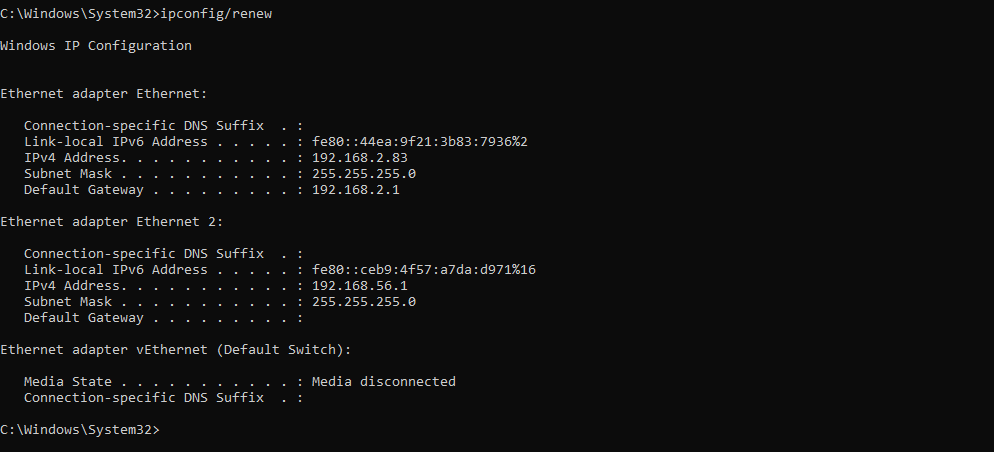 C:\Windows\System32>ipconfig/renew
Windows IP Configuration
Ethernet adapter Ethernet:
   Connection-specific DNS Suffix  . :
   Link-local IPv6 Address . . . . . : fe80::44ea:9f21:3b83:7936%2
   IPv4 Address. . . . . . . . . . . : 192.168.2.83
   Subnet Mask . . . . . . . . . . . : 255.255.255.0
   Default Gateway . . . . . . . . . : 192.168.2.1
Ethernet adapter Ethernet 2:
   Connection-specific DNS Suffix  . :
   Link-local IPv6 Address . . . . . : fe80::ceb9:4f57:a7da:d971%16
   IPv4 Address. . . . . . . . . . . : 192.168.56.1
   Subnet Mask . . . . . . . . . . . : 255.255.255.0
   Default Gateway . . . . . . . . . :
Ethernet adapter vEthernet (Default Switch):
   Media State . . . . . . . . . . . : Media disconnected
   Connection-specific DNS Suffix  . :
C:\Windows\System32>